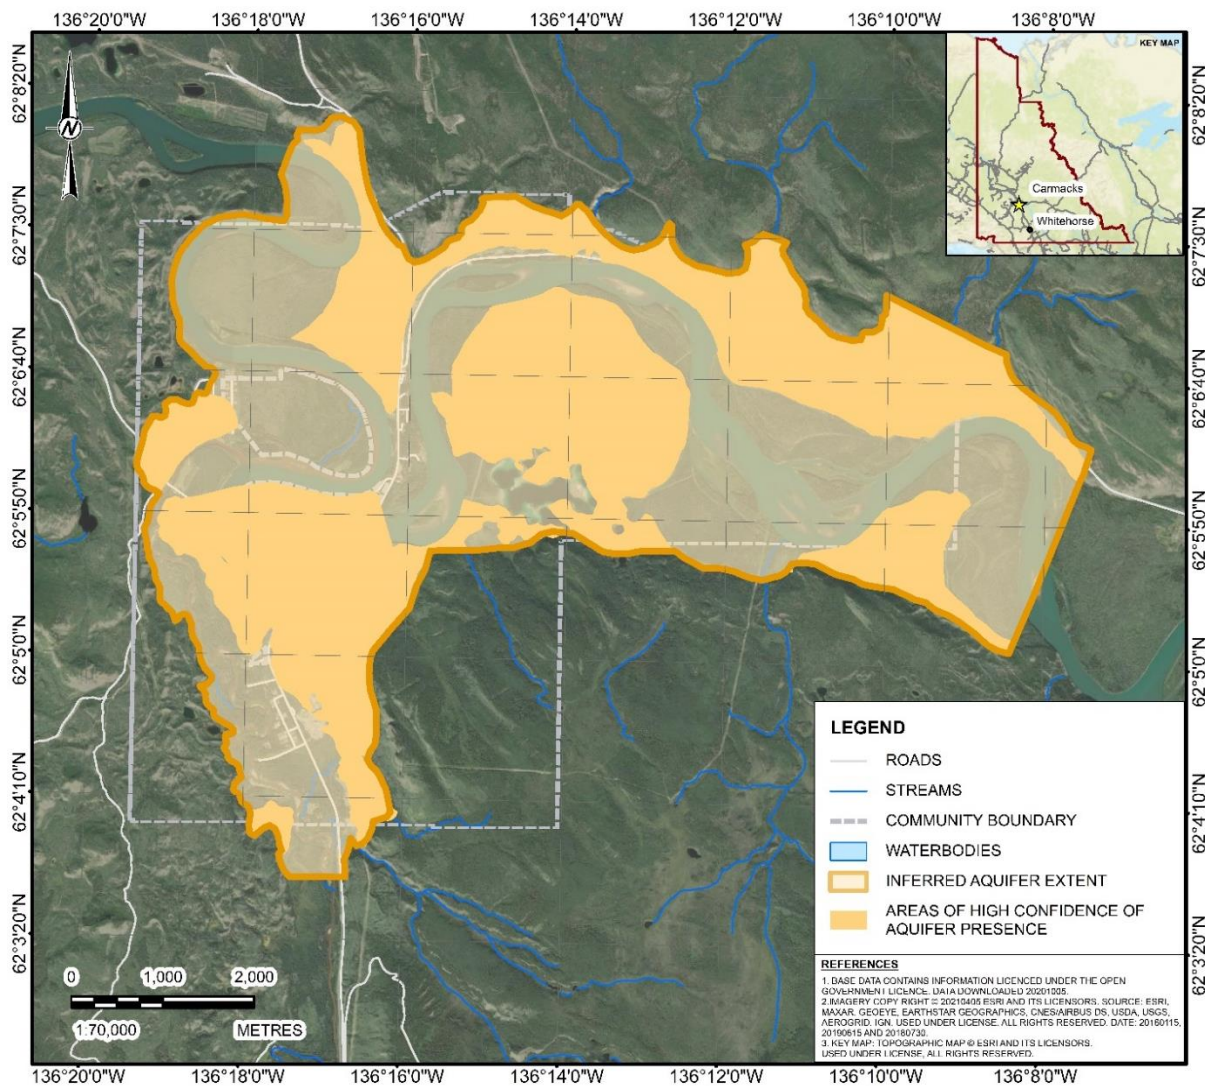 136°20'0"W 136°18'0"W 136°16'0"W 136°14'0"W 136°12'0"W 136°10'0"W 136°8'0"W
62°8'20"N
62°7'30"N
62°6'40"N
62°5'50"N
62°5'0"N
62°4'10"N
62°3'20"N
N
KEY MAP
Carmacks
Whitehorse
62°8'20"N
62°7'30"N
62°6'40"N
62°5'50"N
62°5'0"N
62°4'10"N
62°3'20"N
LEGEND
ROADS
STREAMS
COMMUNITY BOUNDARY
WATERBODIES
INFERRED AQUIFER EXTENT
AREAS OF HIGH CONFIDENCE OF
AQUIFER PRESENCE
REFERENCES
1. BASE DATA CONTAINS INFORMATION LICENCED UNDER THE OPEN
GOVERNMENT LICENCE. DATA DOWNLOADED 20201005.
2.IMAGERY COPY RIGHT © 20210405 ESRI AND ITS LICENSORS. SOURCE: ESRI,
MAXAR, GEOEYE, EARTHSTAR GEOGRAPHICS, CNES/AIRBUS DS, USDA, USGS,
AEROGRID, IGN. USED UNDER LICENSE. ALL RIGHTS RESERVED. DATE: 20160115,
20190615 AND 20180730.
3. KEY MAP: TOPOGRAPHIC MAP © ESRI AND ITS LICENSORS.
USED UNDER LICENSE, ALL RIGHTS RESERVED.
0 1,000 2,000
1:70,000 METRES
136°20'0"W 136°18'0"W 136°16'0"W 136°14'0"W 136°12'0"W 136°10'0"W 136°8'0"W